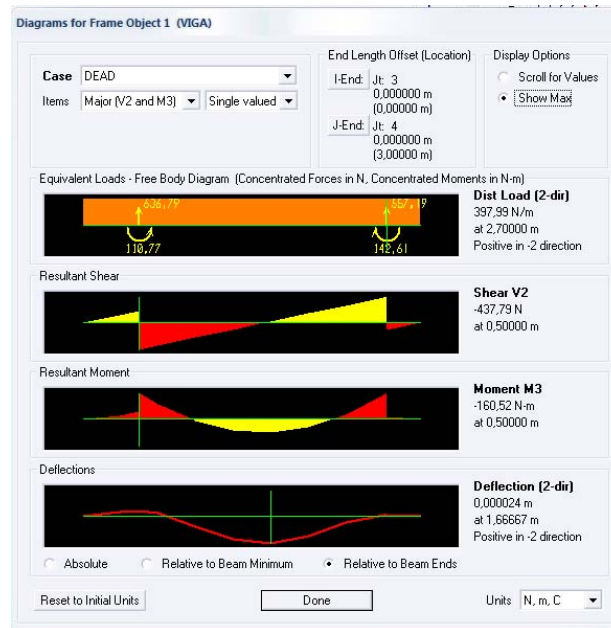 Diagrams for Frame Object 1 (VIGA)
Case DEAD
Items Major (V2 and M3) Single valued
End Length Offset (Location)
I-End: Jt: 3
0,000000 m
(0,00000 m)
J-End: Jt: 4
0,000000 m
(3,00000 m)
Display Options
Scroll for Values
Show Max
Equivalent Loads - Free Body Diagram (Concentrated Forces in N, Concentrated Moments in N-m)
636,79 557,19
110,77 142,61
Dist Load (2-dir)
397,99 N/m
at 2,70000 m
Positive in -2 direction
Resultant Shear
Shear V2
-437,79 N
at 0,50000 m
Resultant Moment
Moment M3
-160,52 N-m
at 0,50000 m
Deflections
Deflection (2-dir)
0,000024 m
at 1,66667 m
Positive in -2 direction
Absolute Relative to Beam Minimum Relative to Beam Ends
Reset to Initial Units Done Units N, m, C